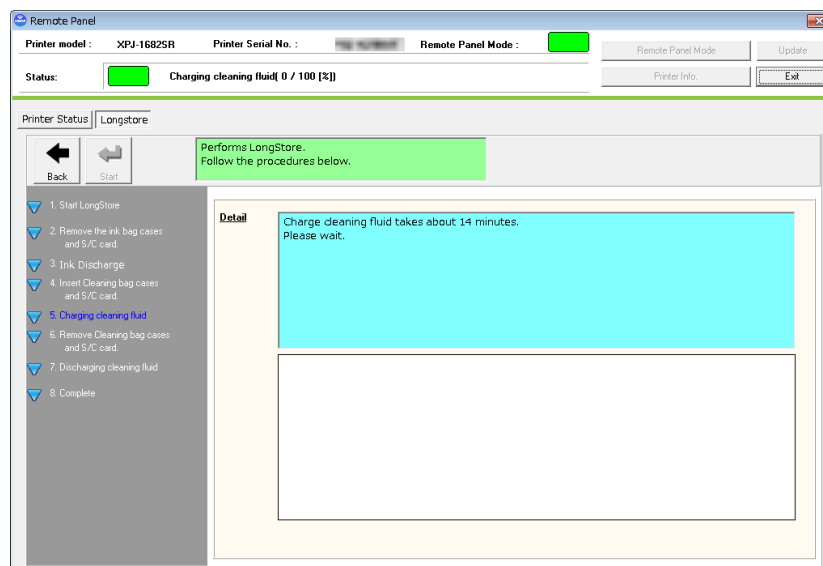 Remote Panel
Printer model : XPJ-1682SR Printer Serial No. : Remote Panel Mode :
Remote Panel Mode Update
Status: Charging cleaning fluid( 0 / 100 [%])
Printer Info. Exit
Printer Status Longstore
Back Start
Performs LongStore.
Follow the procedures below.
1. Start LongStore
2. Remove the ink bag cases
and S/C card.
3. Ink Discharge
4. Insert Cleaning bag cases
and S/C card.
5. Charging cleaning fluid
6. Remove Cleaning bag cases
and S/C card.
7. Discharging cleaning fluid
8. Complete
Detail
Charge cleaning fluid takes about 14 minutes.
Please wait.